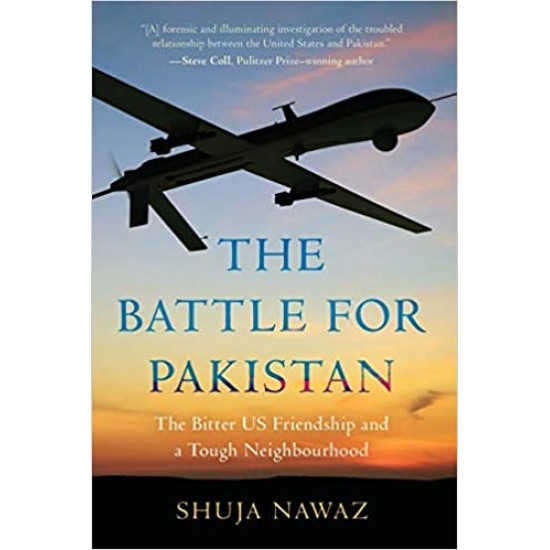 "[A] forensic and illuminating investigation of the troubled
relationship between the United States and Pakistan."
—Steve Coll, Pulitzer Prize–winning author
THE
BATTLE FOR
PAKISTAN
The Bitter US Friendship and
a Tough Neighbourhood
SHUJA NAWAZ